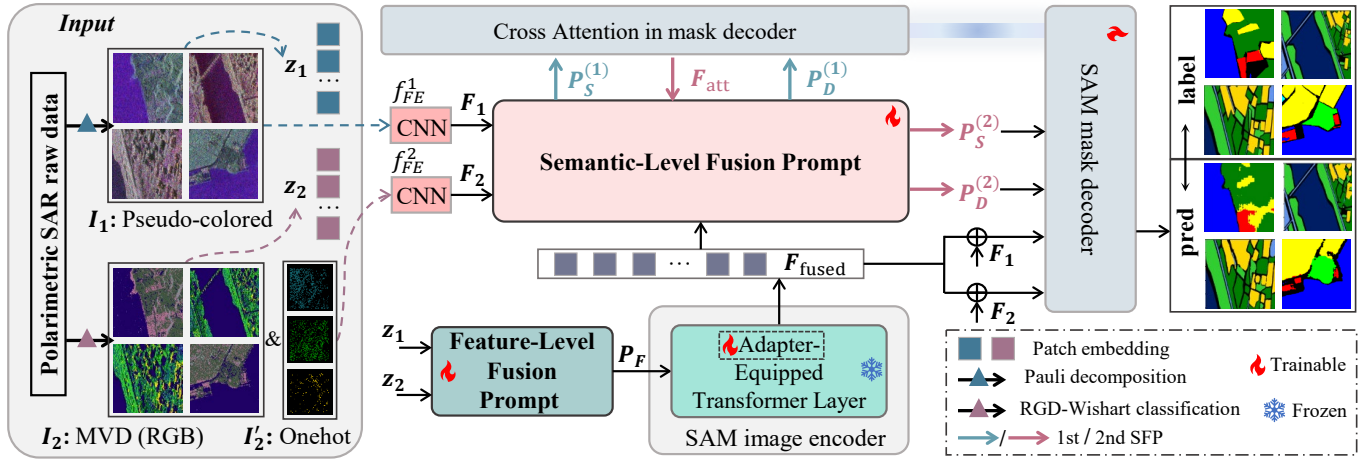 Input
Polarimetric SAR raw data
z₁
...
z₂
...
I₁: Pseudo-colored
&
I₂: MVD (RGB)
I′₂: Onehot
Cross Attention in mask decoder
P_S^(1)
F_att
P_D^(1)
f_FE^1
CNN
F₁
f_FE^2
CNN
F₂
Semantic-Level Fusion Prompt
P_S^(2)
P_D^(2)
...
F_fused
F₁
F₂
z₁
z₂
Feature-Level
Fusion
Prompt
P_F
Adapter-
Equipped
Transformer Layer
SAM image encoder
SAM mask decoder
label
pred
Patch embedding
Pauli decomposition
RGD-Wishart classification
/ 1st / 2nd SFP
Trainable
Frozen